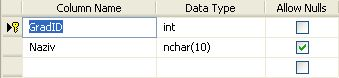 Column Name Data Type Allow Nulls
GradID int
Naziv nchar(10)